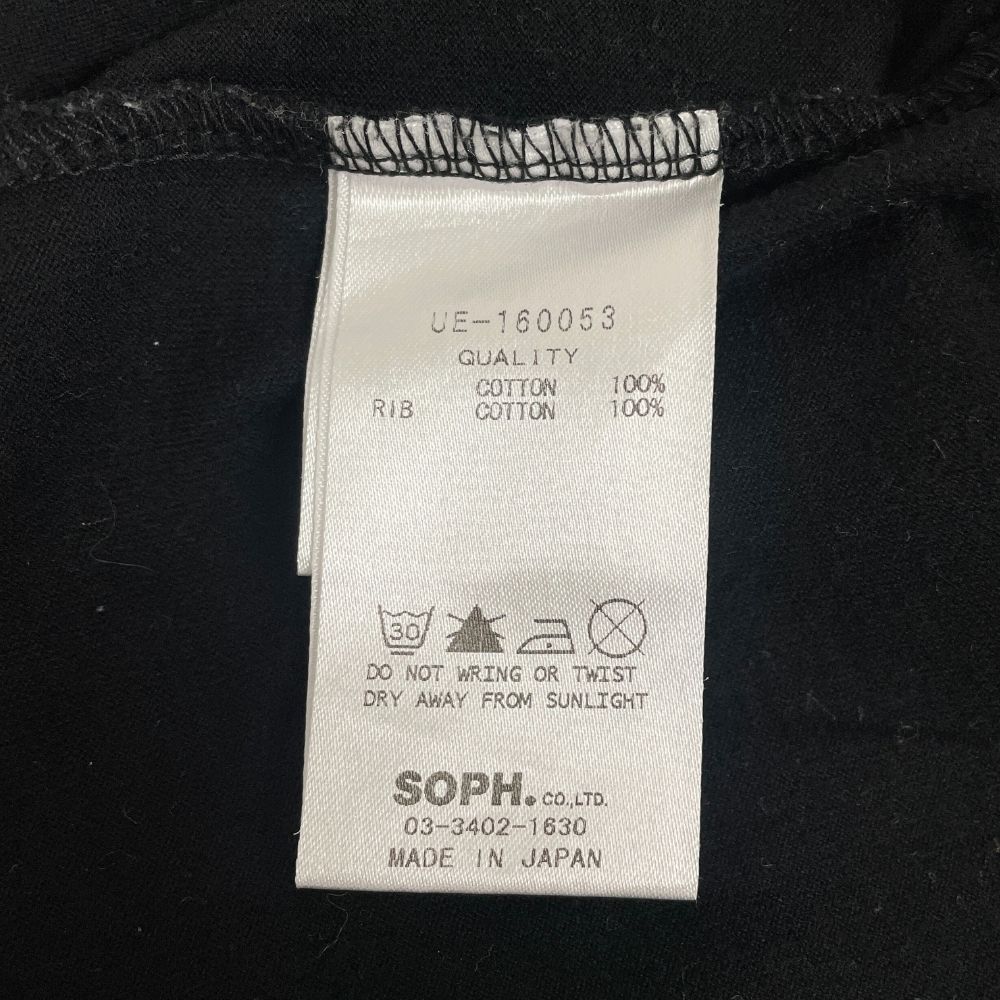 UE-160053
QUALITY
COTTON 100%
RIB COTTON 100%
30
DO NOT WRING OR TWIST
DRY AWAY FROM SUNLIGHT
SOPH. CO.,LTD.
03-3402-1630
MADE IN JAPAN